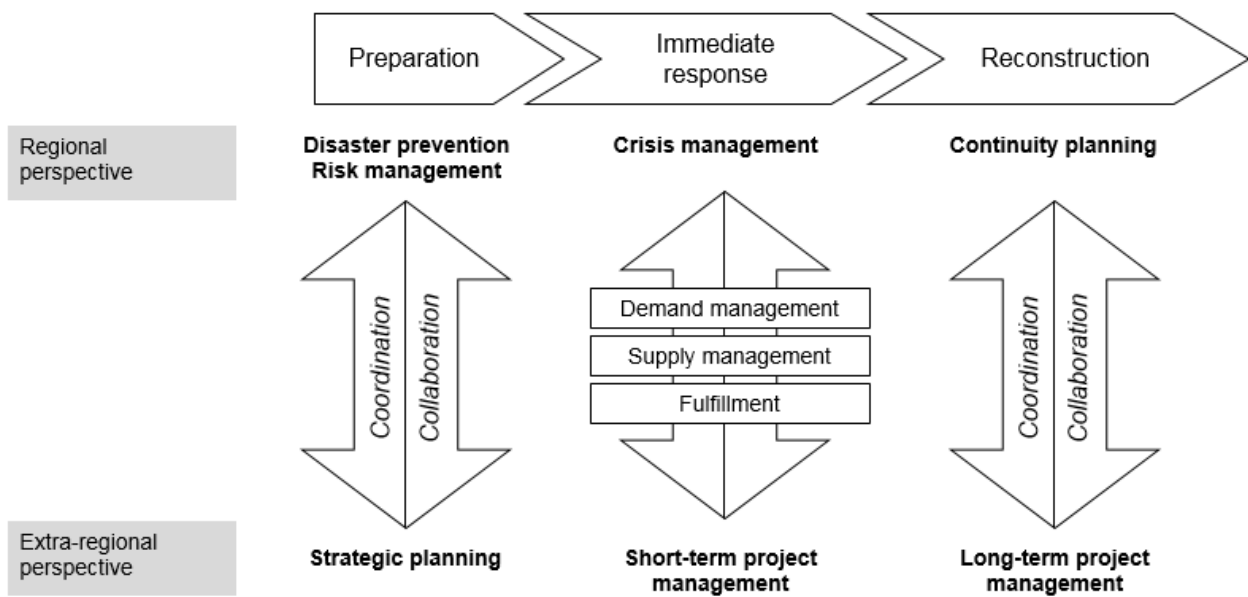 Preparation
Immediate
response
Reconstruction
Regional
perspective
Disaster prevention
Risk management
Crisis management
Continuity planning
Coordination
Collaboration
Demand management
Supply management
Fulfillment
Coordination
Collaboration
Extra-regional
perspective
Strategic planning
Short-term project
management
Long-term project
management